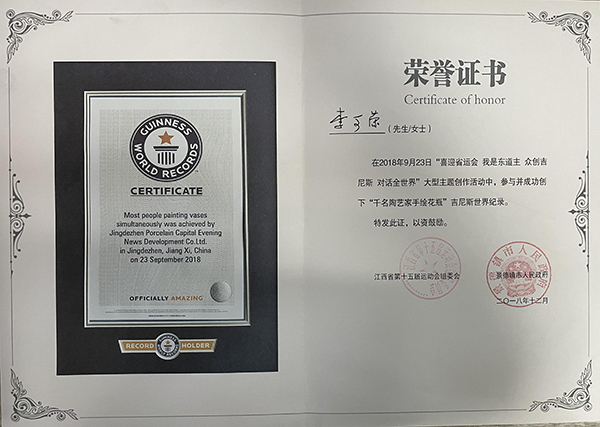 GUINNESS
WORLD RECORDS
CERTIFICATE
Most people painting vases
simultaneously was achieved by
Jingdezhen Porcelain Capital Evening
News Development Co.Ltd.
in Jingdezhen, Jiang Xi, China
on 23 September 2018
OFFICIALLY AMAZING
RECORD HOLDER
荣誉证书
Certificate of honor
(先生/女士)
在2018年9月23日“喜迎省运会 我是东道主 众创吉
尼斯 对话全世界”大型主题创作活动中，参与并成功创
下“千名陶艺家手绘花瓶”吉尼斯世界纪录。
特发此证，以资鼓励。
江西省第十五届运动会组委会
景德镇市人民政府
二〇一八年十二月